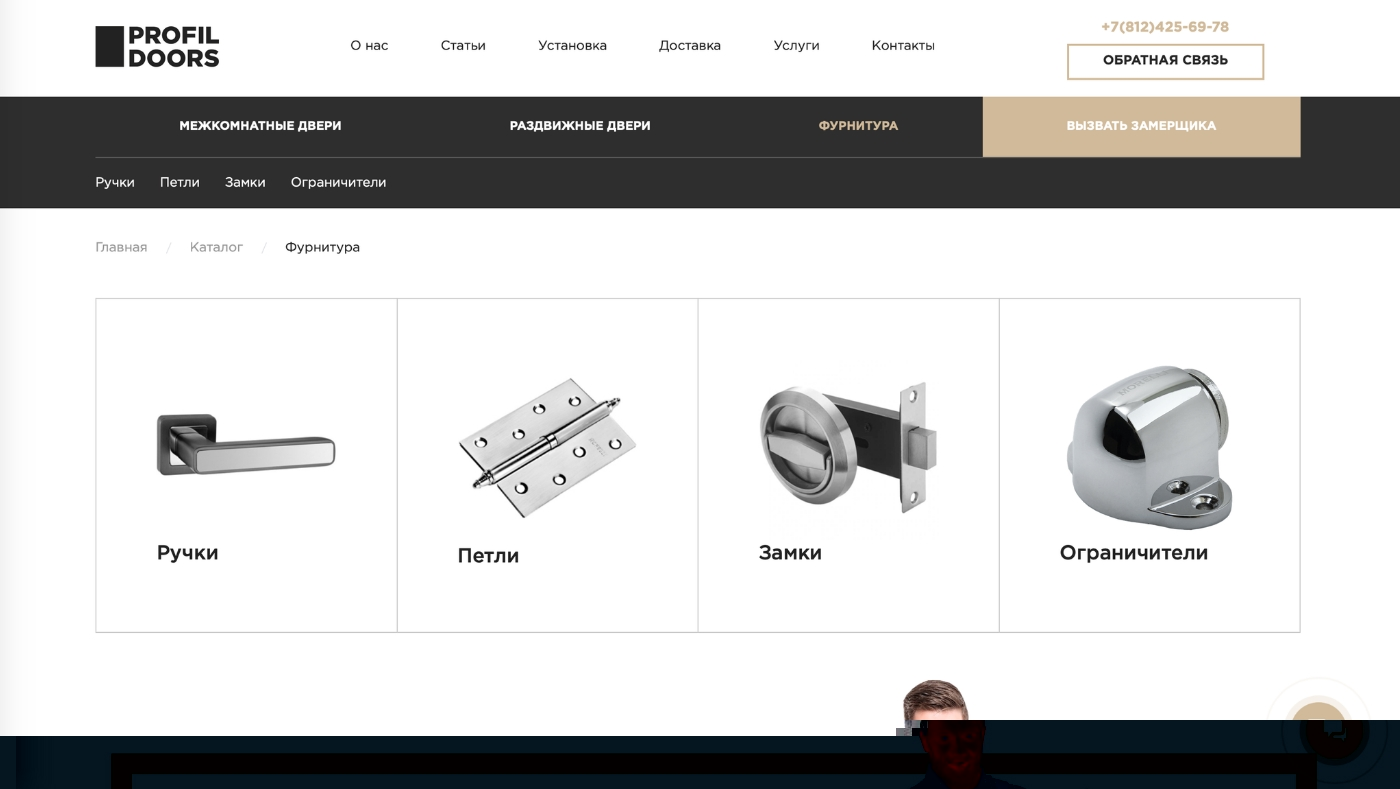 PROFIL
DOORS
О нас
Статьи
Установка
Доставка
Услуги
Контакты
+7(812)425-69-78
ОБРАТНАЯ СВЯЗЬ
МЕЖКОМНАТНЫЕ ДВЕРИ
РАЗДВИЖНЫЕ ДВЕРИ
ФУРНИТУРА
ВЫЗВАТЬ ЗАМЕРЩИКА
Ручки
Петли
Замки
Ограничители
Главная / Каталог / Фурнитура
Ручки
Петли
Замки
Ограничители